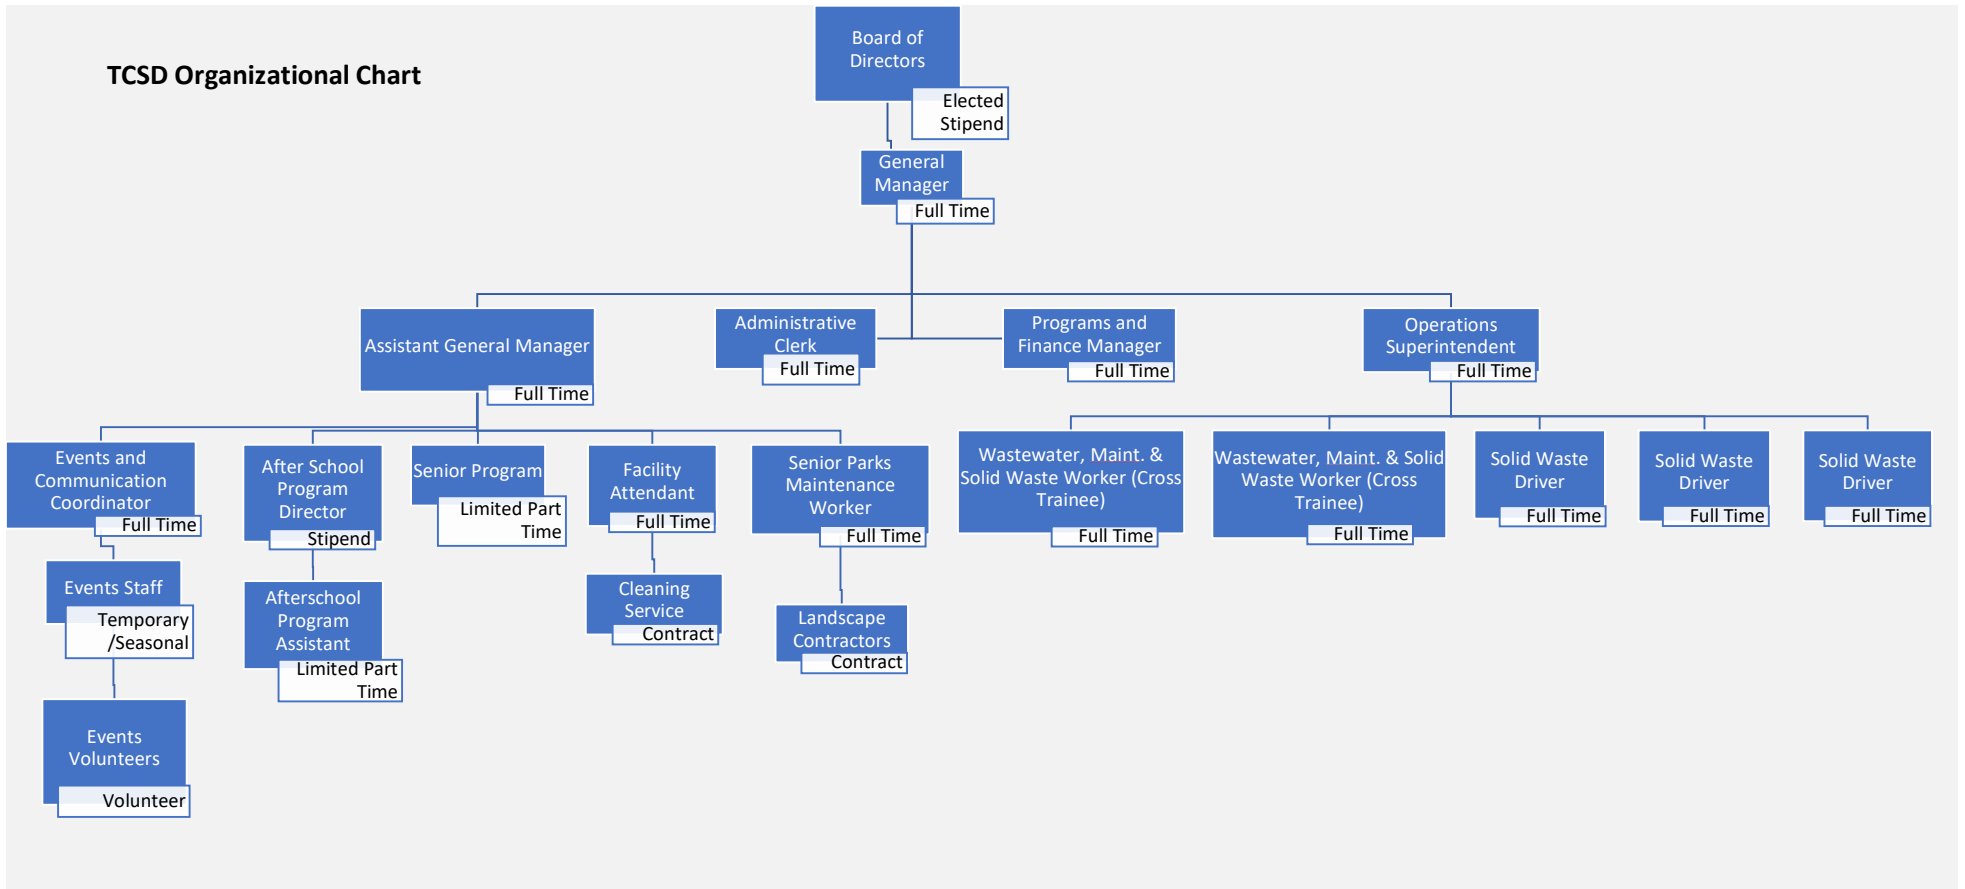 TCSD Organizational Chart
Board of
Directors
Elected
Stipend
General
Manager
Full Time
Assistant General Manager
Full Time
Administrative
Clerk
Full Time
Programs and
Finance Manager
Full Time
Operations
Superintendent
Full Time
Events and
Communication
Coordinator
Full Time
After School
Program
Director
Stipend
Senior Program
Limited Part
Time
Facility
Attendant
Full Time
Senior Parks
Maintenance
Worker
Full Time
Wastewater, Maint. &
Solid Waste Worker (Cross
Trainee)
Full Time
Wastewater, Maint. & Solid
Waste Worker (Cross
Trainee)
Full Time
Solid Waste
Driver
Full Time
Solid Waste
Driver
Full Time
Solid Waste
Driver
Full Time
Events Staff
Temporary
/Seasonal
Afterschool
Program
Assistant
Limited Part
Time
Cleaning
Service
Contract
Landscape
Contractors
Contract
Events
Volunteers
Volunteer